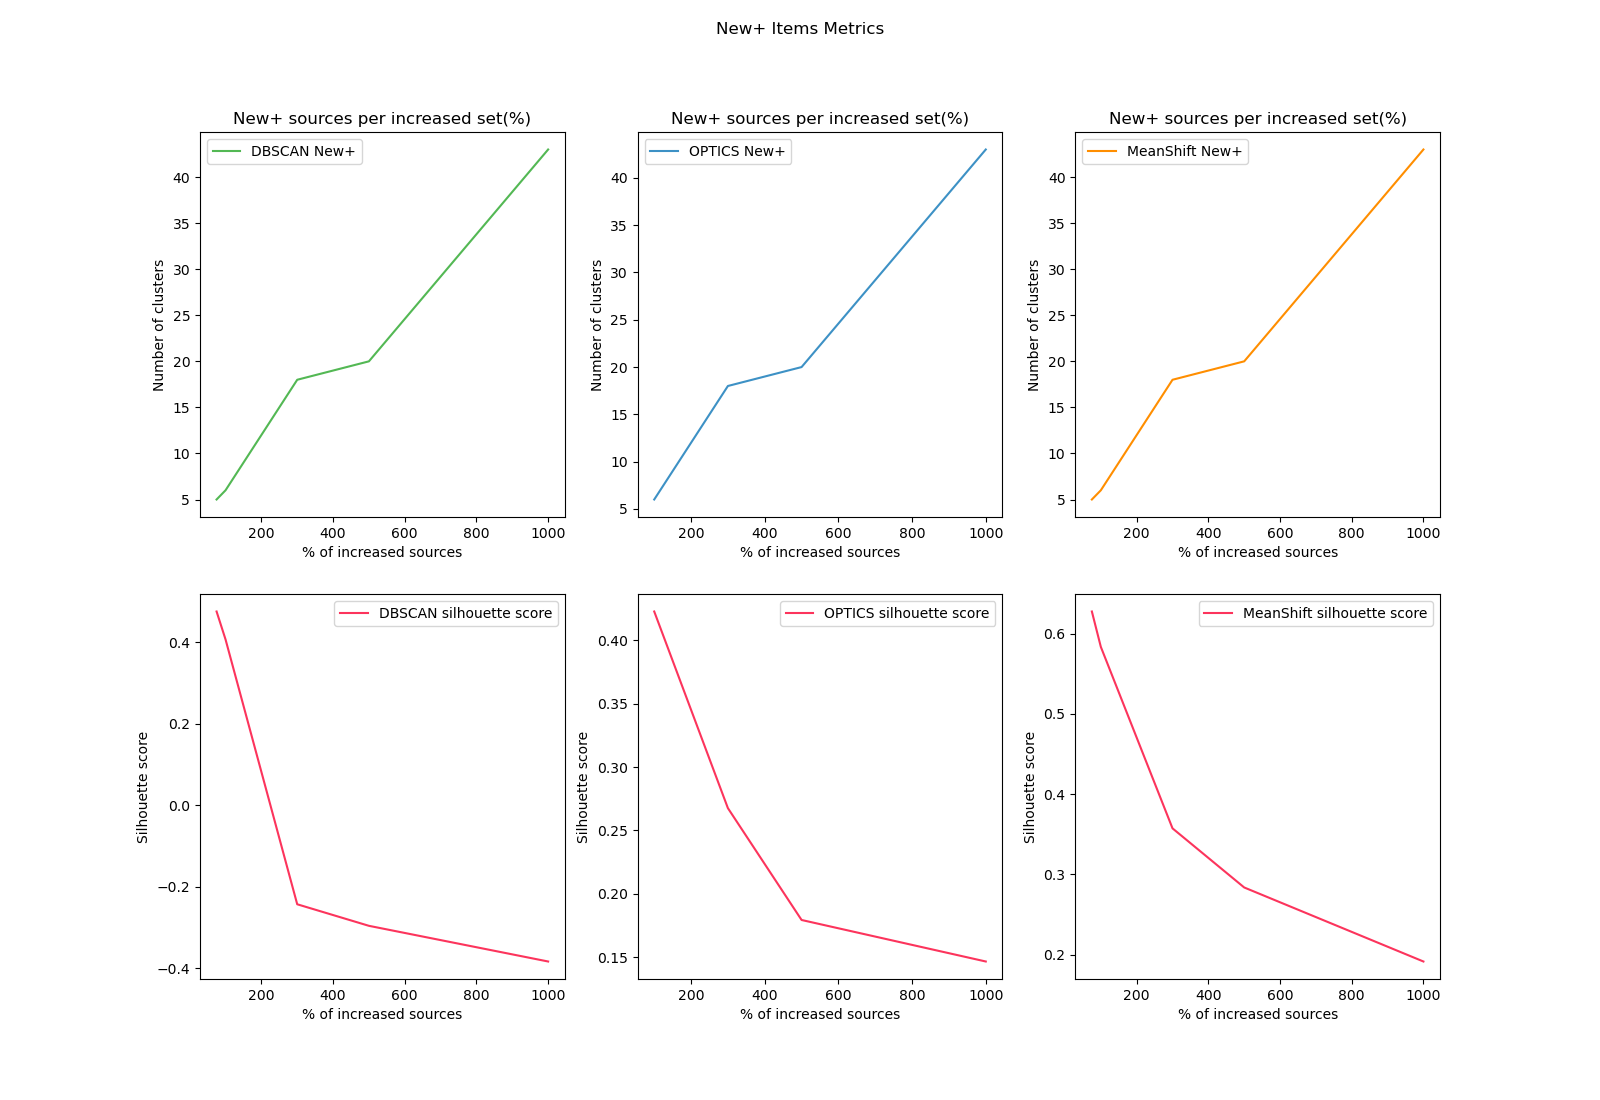 New+ Items Metrics
New+ sources per increased set(%)
DBSCAN New+
Number of clusters
40
35
30
25
20
15
10
5
200 400 600 800 1000
% of increased sources
New+ sources per increased set(%)
OPTICS New+
Number of clusters
40
35
30
25
20
15
10
5
200 400 600 800 1000
% of increased sources
New+ sources per increased set(%)
MeanShift New+
Number of clusters
40
35
30
25
20
15
10
5
200 400 600 800 1000
% of increased sources
DBSCAN silhouette score
Silhouette score
0.4
0.2
0.0
−0.2
−0.4
200 400 600 800 1000
% of increased sources
OPTICS silhouette score
Silhouette score
0.40
0.35
0.30
0.25
0.20
0.15
200 400 600 800 1000
% of increased sources
MeanShift silhouette score
Silhouette score
0.6
0.5
0.4
0.3
0.2
200 400 600 800 1000
% of increased sources